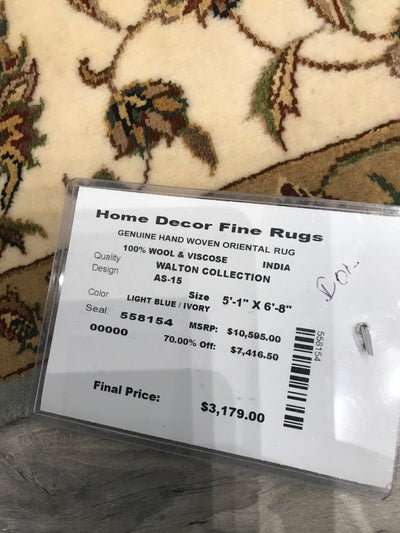 Home Decor Fine Rugs
GENUINE HAND WOVEN ORIENTAL RUG
Quality 100% WOOL & VISCOSE INDIA
Design WALTON COLLECTION
AS-15
Color LIGHT BLUE / IVORY Size 5'-1" X 6'-8"
Seal: 558154 MSRP: $10,595.00
00000 70.00% Off: $7,416.50
Final Price: $3,179.00
558154